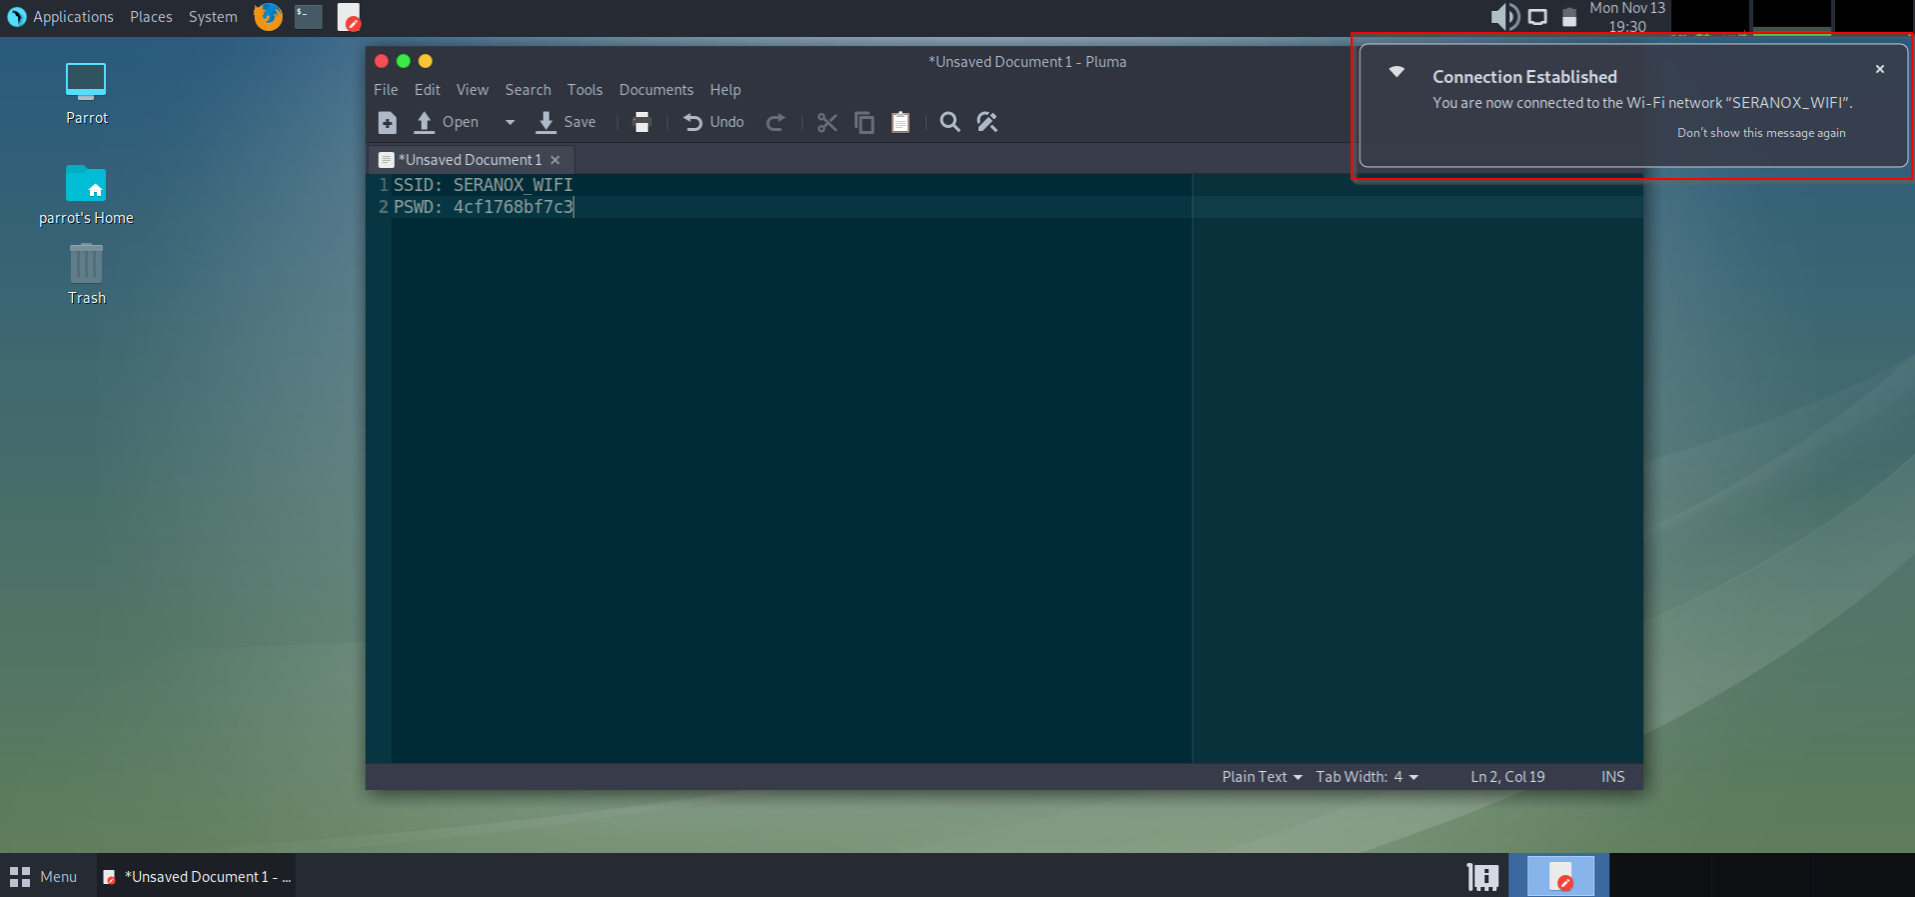 Applications Places System
Mon Nov 13
19:30
Parrot
parrot's Home
Trash
*Unsaved Document 1 - Pluma
File Edit View Search Tools Documents Help
Open Save Undo
*Unsaved Document 1
1 SSID: SERANOX_WIFI
2 PSWD: 4cf1768bf7c3
Connection Established
You are now connected to the Wi-Fi network “SERANOX_WIFI”.
Don't show this message again
Plain Text Tab Width: 4 Ln 2, Col 19 INS
Menu *Unsaved Document 1 - ...